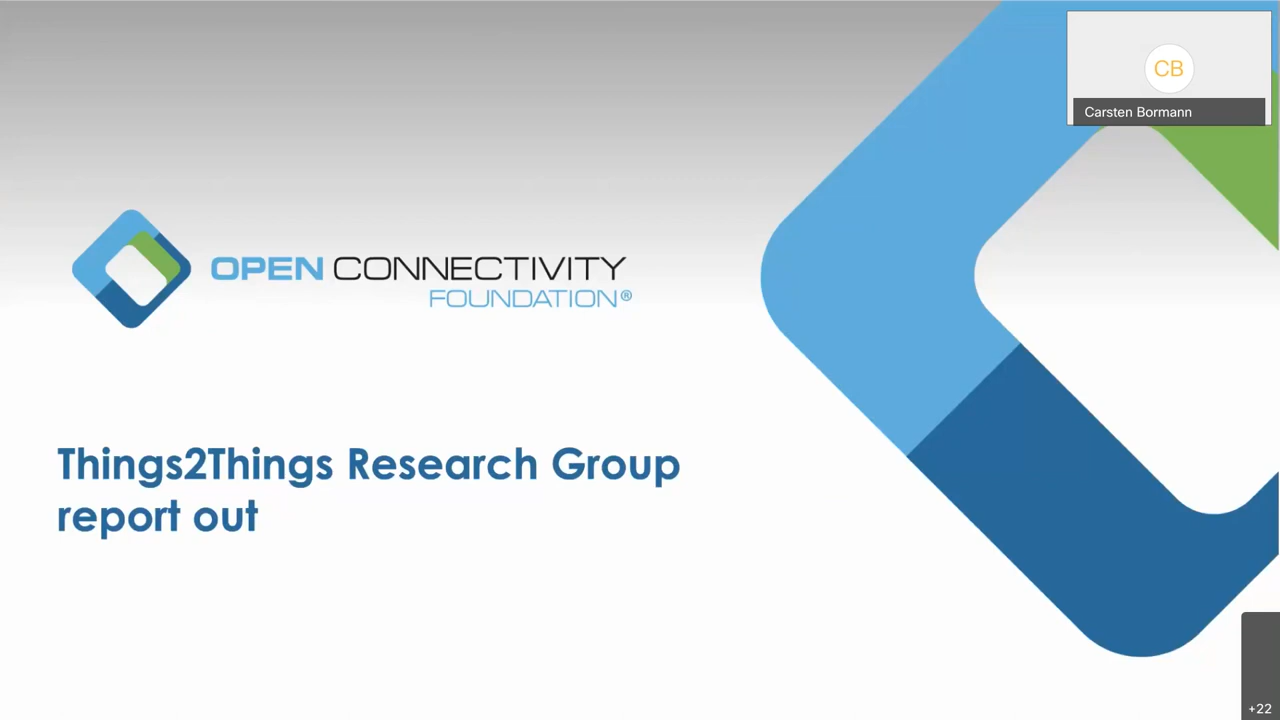 CB
Carsten Bormann
OPEN CONNECTIVITY
FOUNDATION®
Things2Things Research Group
report out
+22